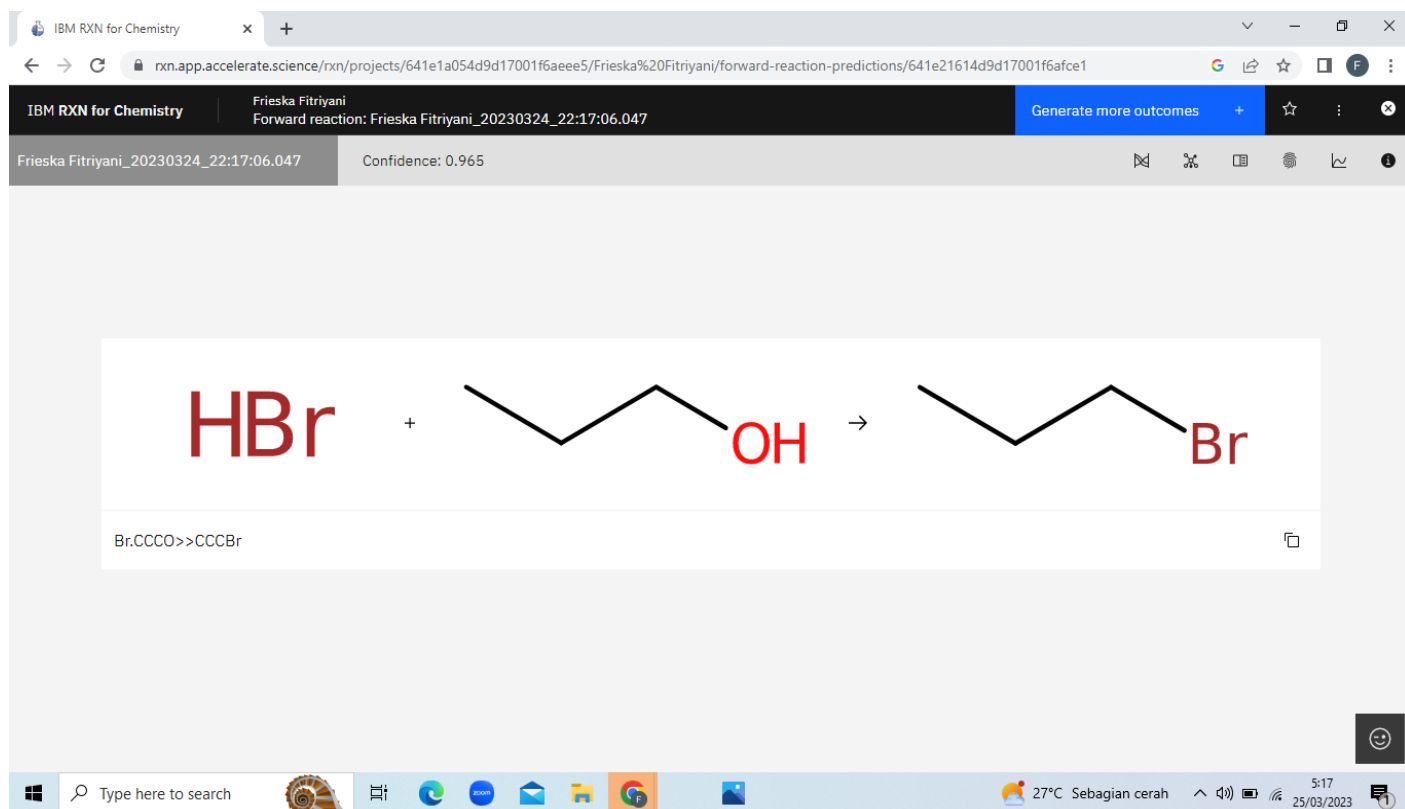 IBM RXN for Chemistry
rxn.app.accelerate.science/rxn/projects/641e1a054d9d17001f6aeee5/Frieska%20Fitriyani/forward-reaction-predictions/641e21614d9d17001f6afce1
G
F
IBM RXN for Chemistry
Frieska Fitriyani
Forward reaction: Frieska Fitriyani_20230324_22:17:06.047
Generate more outcomes +
Frieska Fitriyani_20230324_22:17:06.047
Confidence: 0.965
HBr + OH → Br
Br.CCCO>>CCCBr
Type here to search
zoom
F
27°C Sebagian cerah
5:17
25/03/2023
1